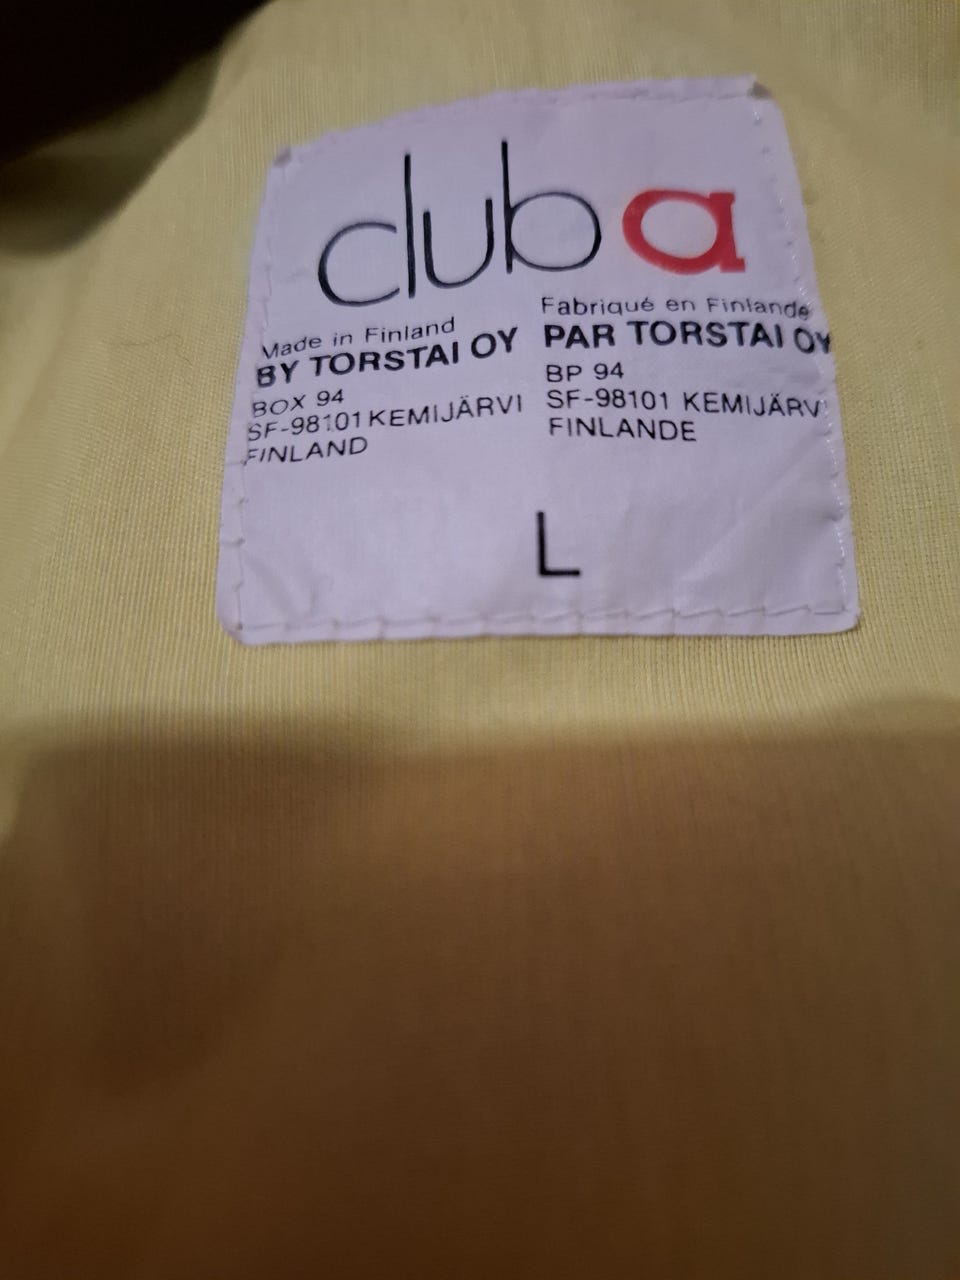 club a
Made in Finland
BY TORSTAI OY
BOX 94
SF-98101 KEMIJÄRVI
FINLAND
Fabriqué en Finlande
PAR TORSTAI OY
BP 94
SF-98101 KEMIJÄRVI
FINLANDE
L